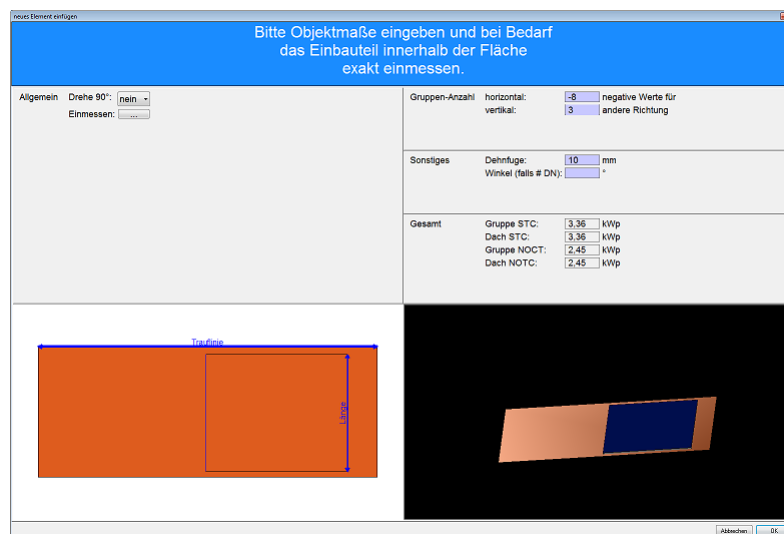 neues Element einfügen
Bitte Objektmaße eingeben und bei Bedarf
das Einbauteil innerhalb der Fläche
exakt einmessen.
Allgemein Drehe 90°: nein
Einmessen: ...
Gruppen-Anzahl horizontal: -8 negative Werte für
vertikal: 3 andere Richtung
Sonstiges Dehnfuge: 10 mm
Winkel (falls # DN): °
Gesamt Gruppe STC: 3,36 kWp
Dach STC: 3,36 kWp
Gruppe NOCT: 2,45 kWp
Dach NOTC: 2,45 kWp
Trauflinie
Länge
Abbrechen OK